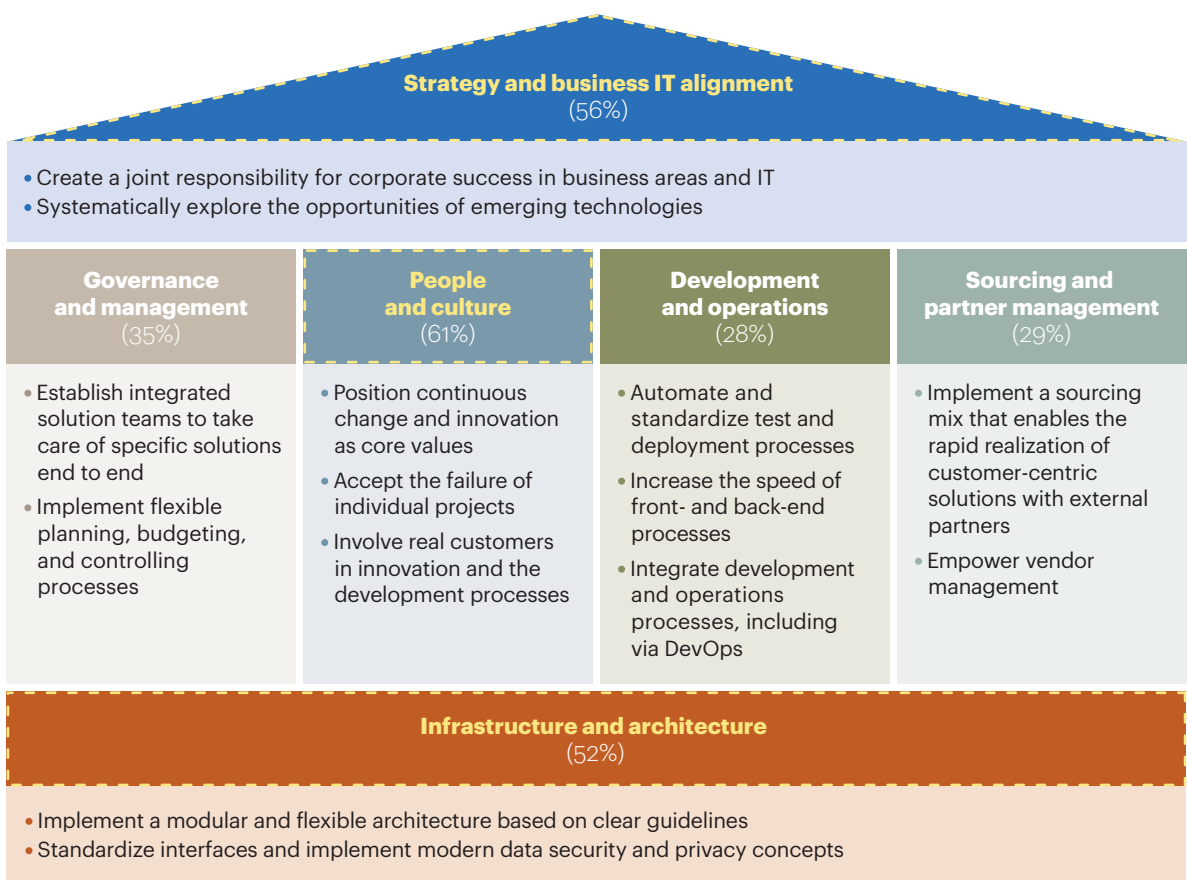 Strategy and business IT alignment
(56%)
• Create a joint responsibility for corporate success in business areas and IT
• Systematically explore the opportunities of emerging technologies
Governance
and management
(35%)
• Establish integrated
solution teams to take
care of specific solutions
end to end
• Implement flexible
planning, budgeting,
and controlling
processes
People
and culture
(61%)
• Position continuous
change and innovation
as core values
• Accept the failure of
individual projects
• Involve real customers
in innovation and the
development processes
Development
and operations
(28%)
• Automate and
standardize test and
deployment processes
• Increase the speed of
front- and back-end
processes
• Integrate development
and operations
processes, including
via DevOps
Sourcing and
partner management
(29%)
• Implement a sourcing
mix that enables the
rapid realization of
customer-centric
solutions with external
partners
• Empower vendor
management
Infrastructure and architecture
(52%)
• Implement a modular and flexible architecture based on clear guidelines
• Standardize interfaces and implement modern data security and privacy concepts